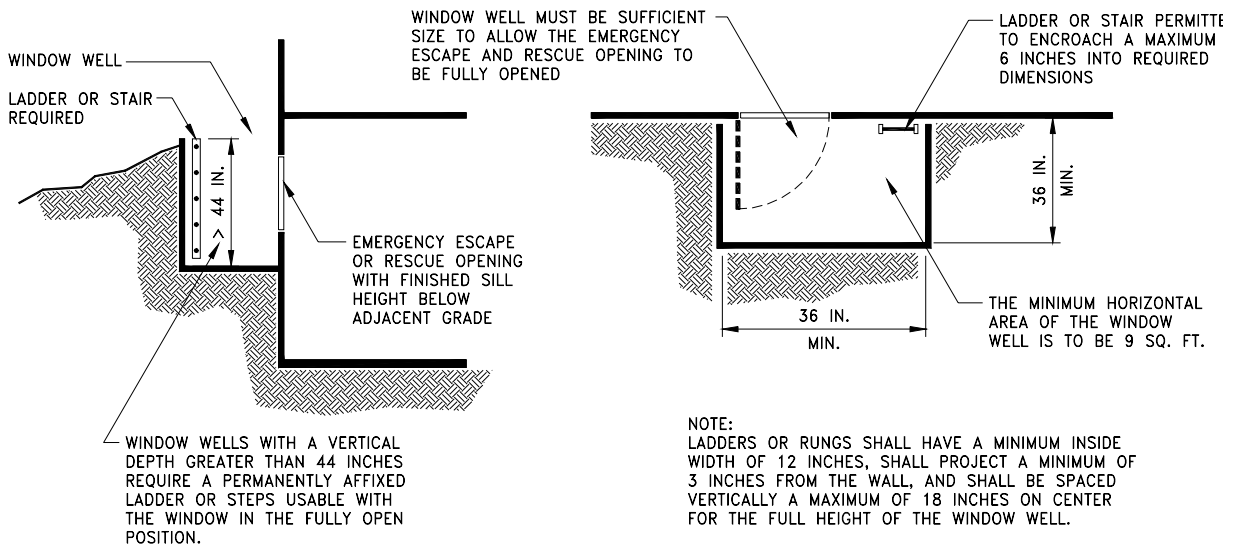 WINDOW WELL
LADDER OR STAIR
REQUIRED
> 44 IN.
EMERGENCY ESCAPE
OR RESCUE OPENING
WITH FINISHED SILL
HEIGHT BELOW
ADJACENT GRADE
WINDOW WELLS WITH A VERTICAL
DEPTH GREATER THAN 44 INCHES
REQUIRE A PERMANENTLY AFFIXED
LADDER OR STEPS USABLE WITH
THE WINDOW IN THE FULLY OPEN
POSITION.
WINDOW WELL MUST BE SUFFICIENT
SIZE TO ALLOW THE EMERGENCY
ESCAPE AND RESCUE OPENING TO
BE FULLY OPENED
LADDER OR STAIR PERMITTE
TO ENCROACH A MAXIMUM
6 INCHES INTO REQUIRED
DIMENSIONS
36 IN.
MIN.
36 IN.
MIN.
THE MINIMUM HORIZONTAL
AREA OF THE WINDOW
WELL IS TO BE 9 SQ. FT.
NOTE:
LADDERS OR RUNGS SHALL HAVE A MINIMUM INSIDE
WIDTH OF 12 INCHES, SHALL PROJECT A MINIMUM OF
3 INCHES FROM THE WALL, AND SHALL BE SPACED
VERTICALLY A MAXIMUM OF 18 INCHES ON CENTER
FOR THE FULL HEIGHT OF THE WINDOW WELL.